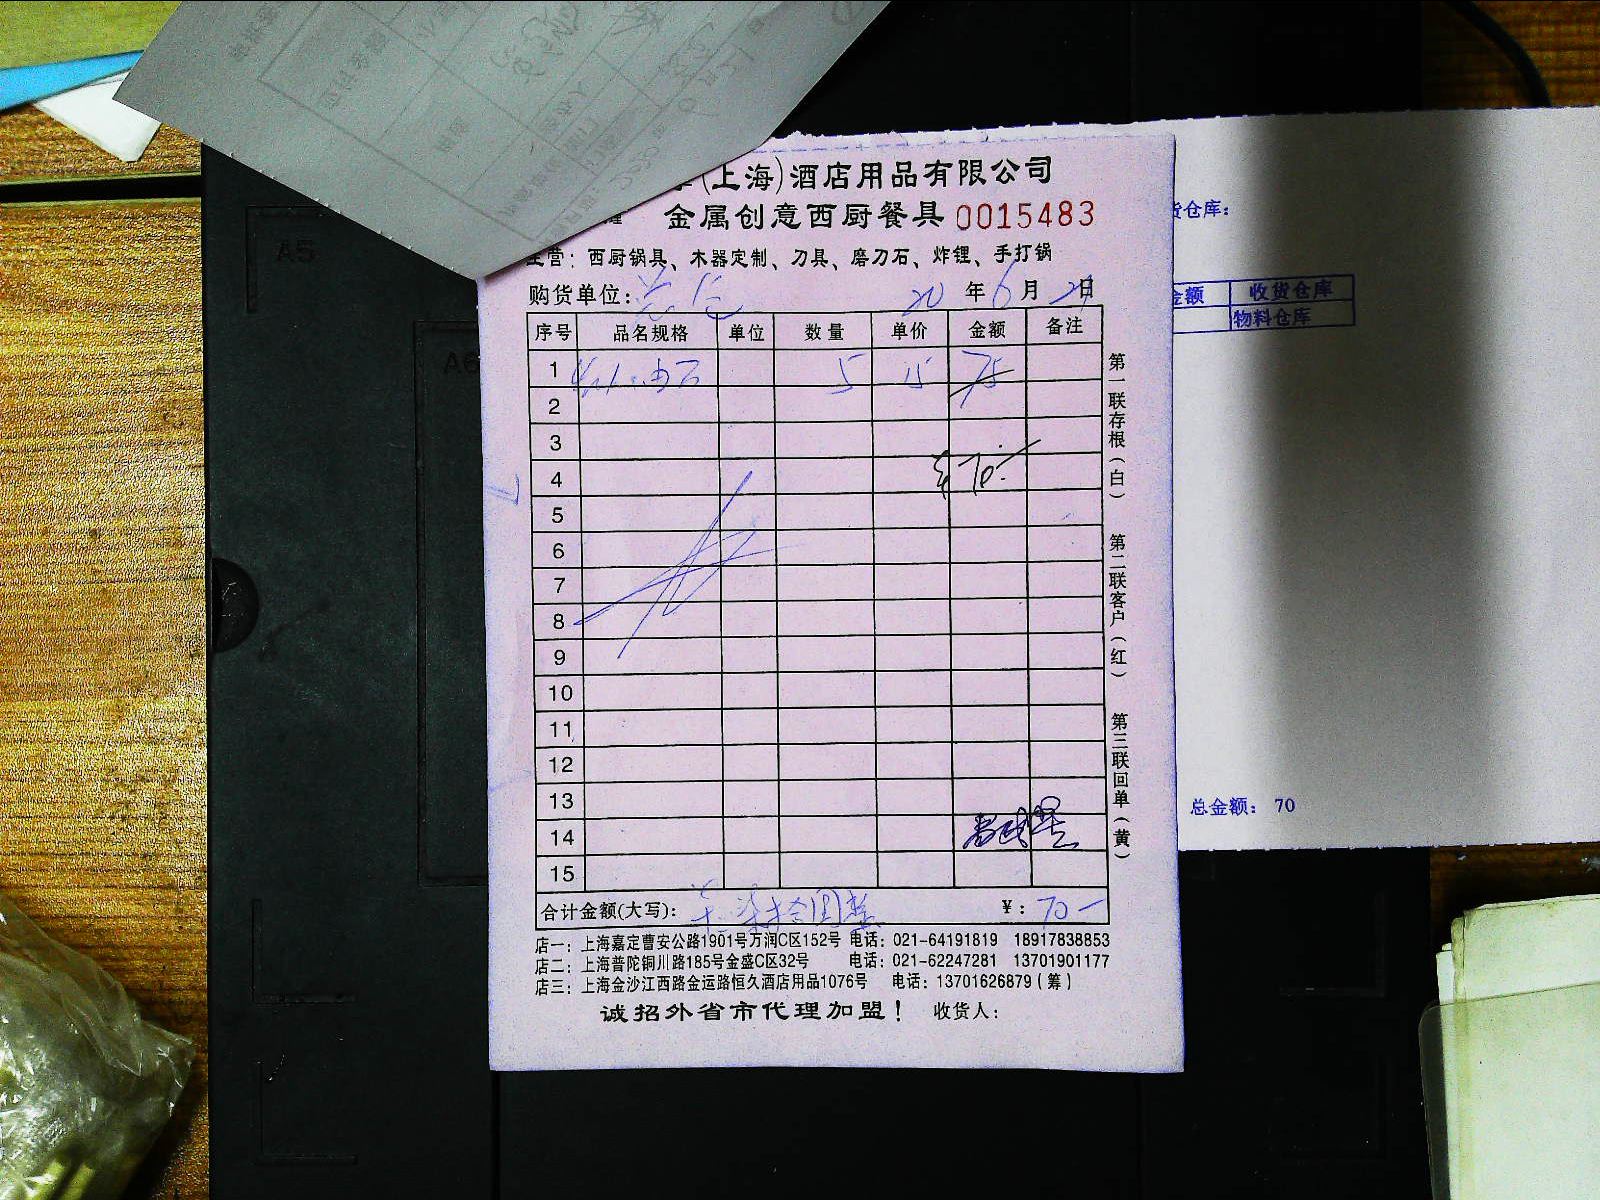 (上海)酒店用品有限公司
金属创意西厨餐具 0015483
主营: 西厨锅具、木器定制、刀具、磨刀石、炸锂、手打锅
购货单位: 20 年 6 月 日
序号 品名规格 单位 数量 单价 金额 备注
1 油石 5 15 75
2
3
4 70.-
5
6
7
8
9
10
11
12
13
14
15
合计金额(大写): 柒拾圆整 ¥: 70-
店一: 上海嘉定曹安公路1901号万润C区152号 电话: 021-64191819 18917838853
店二: 上海普陀铜川路185号金盛C区32号 电话: 021-62247281 13701901177
店三: 上海金沙江西路金运路恒久酒店用品1076号 电话: 13701626879(筹)
诚招外省市代理加盟! 收货人:
第一联存根(白) 第二联客户(红) 第三联回单(黄)
货仓库:
金额 收货仓库
物料仓库
总金额: 70
A5
A6